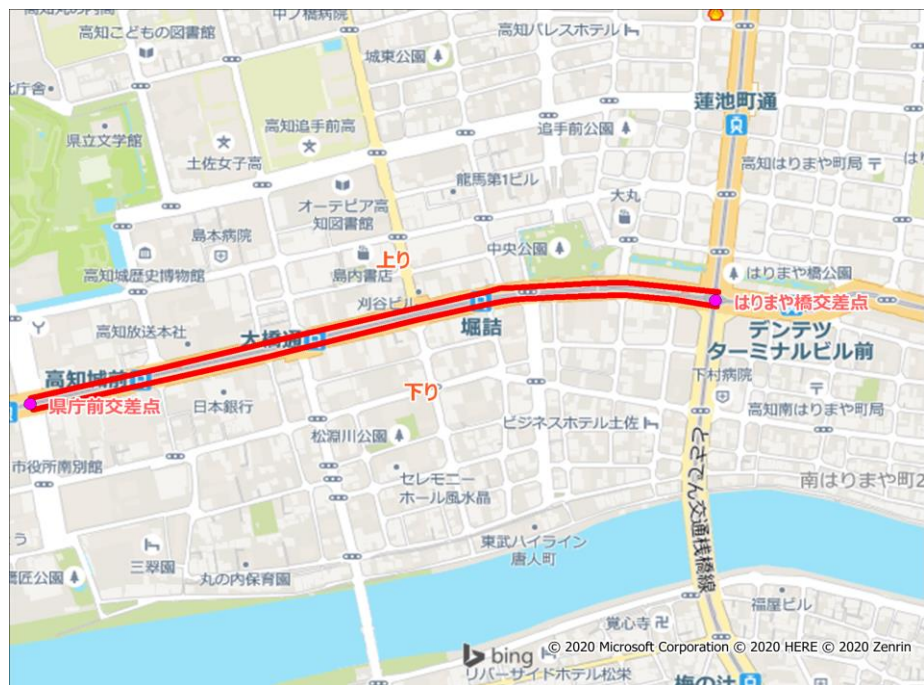 中ノ橋病院
高知こどもの図書館
城東公園
高知パレスホテル
北庁舎
蓮池町通
県立文学館
高知追手前高
追手前公園
土佐女子高
高知はりまや町局
龍馬第1ビル
オーテピア高
知図書館
大丸
島本病院
中央公園
上り
高知城歴史博物館
島内書店
はりまや橋公園
刈谷ビル
はりまや橋交差点
高知放送本社
大橋通
堀詰
デンテツ
ターミナルビル前
高知城前
下村病院
県庁前交差点
日本銀行
下り
高知南はりまや町局
松淵川公園
ビジネスホテル土佐
市役所南別館
セレモニー
ホール風水晶
とさでん交通桟橋線
南はりまや町2
う
東武ハイライン
唐人町
三翠園
鷹匠公園
丸の内保育園
福屋ビル
覚心寺
bing
© 2020 Microsoft Corporation © 2020 HERE © 2020 Zenrin
リバーサイドホテル松栄
梅の辻